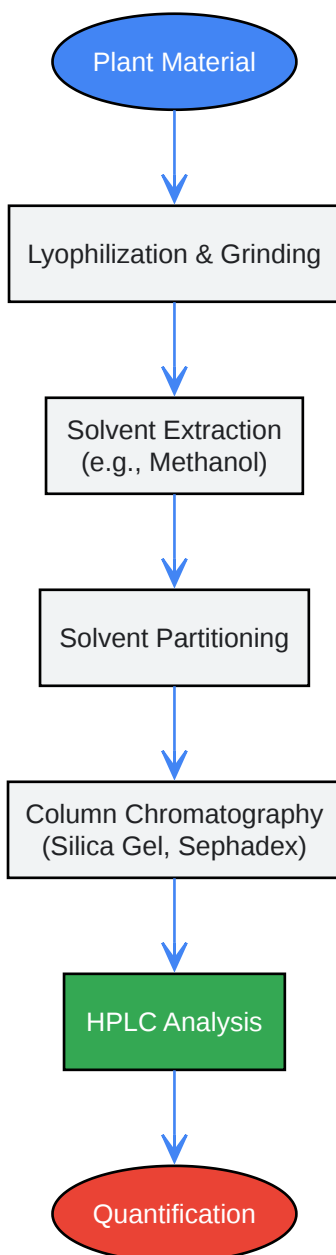 Plant Material
Lyophilization & Grinding
Solvent Extraction
(e.g., Methanol)
Solvent Partitioning
Column Chromatography
(Silica Gel, Sephadex)
HPLC Analysis
Quantification